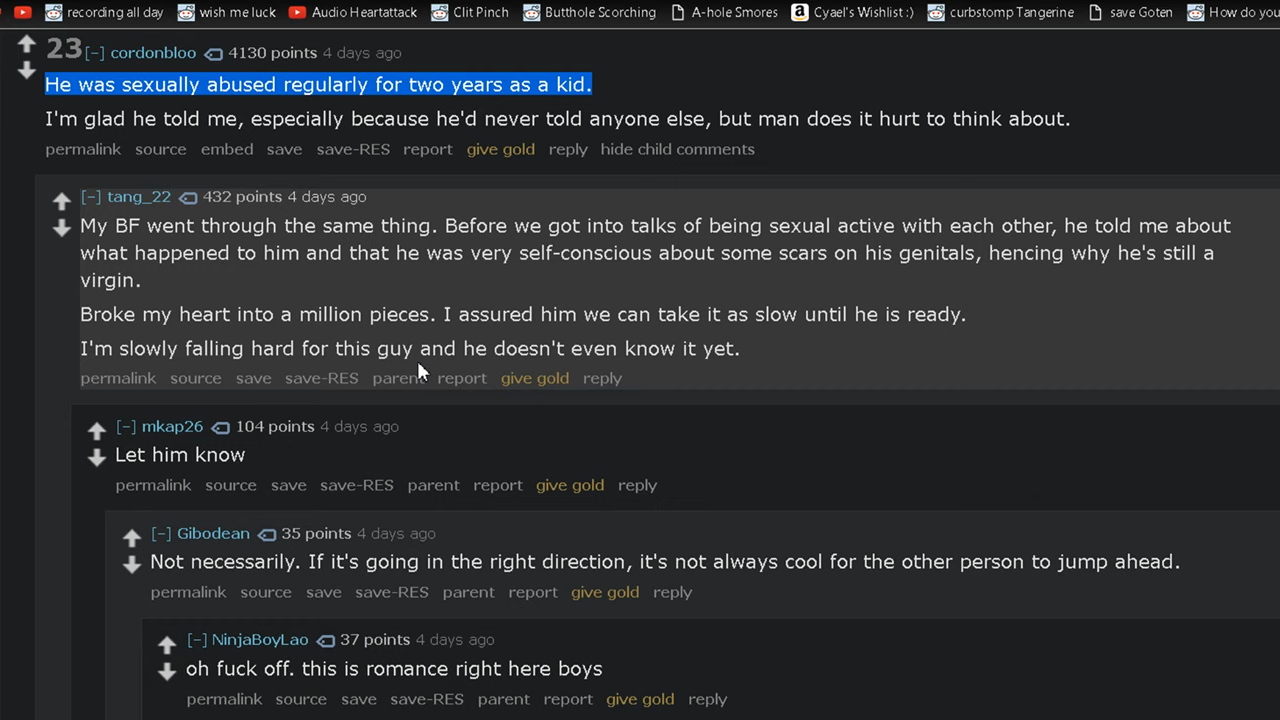 recording all day wish me luck Audio Heartattack Clit Pinch Butthole Scorching A-hole Smores Cyael's Wishlist :) curbstomp Tangerine save Goten How do you
23 [–] cordonbloo 4130 points 4 days ago
He was sexually abused regularly for two years as a kid.
I'm glad he told me, especially because he'd never told anyone else, but man does it hurt to think about.
permalink source embed save save-RES report give gold reply hide child comments
[–] tang_22 432 points 4 days ago
My BF went through the same thing. Before we got into talks of being sexual active with each other, he told me about
what happened to him and that he was very self-conscious about some scars on his genitals, hencing why he's still a
virgin.
Broke my heart into a million pieces. I assured him we can take it as slow until he is ready.
I'm slowly falling hard for this guy and he doesn't even know it yet.
permalink source save save-RES parent report give gold reply
[–] mkap26 104 points 4 days ago
Let him know
permalink source save save-RES parent report give gold reply
[–] Gibodean 35 points 4 days ago
Not necessarily. If it's going in the right direction, it's not always cool for the other person to jump ahead.
permalink source save save-RES parent report give gold reply
[–] NinjaBoyLao 37 points 4 days ago
oh fuck off. this is romance right here boys
permalink source save save-RES parent report give gold reply